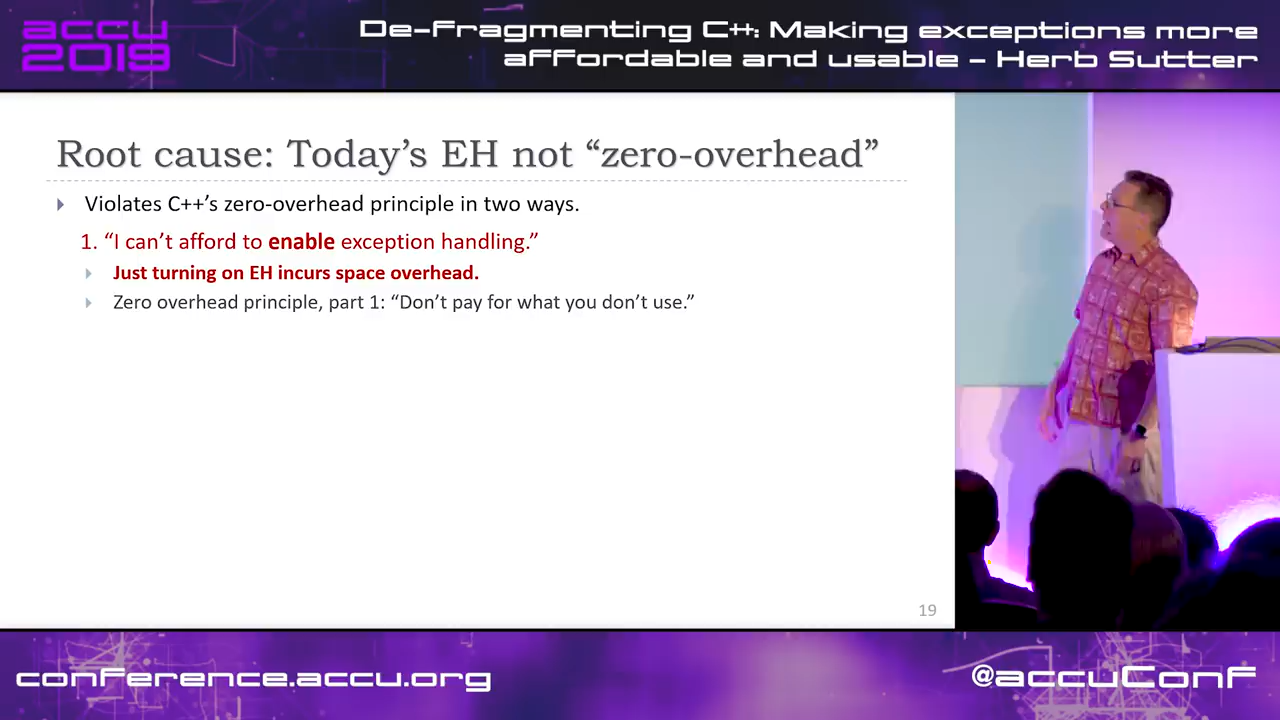 accu
2019
De-Fragmenting C++: Making exceptions more
affordable and usable - Herb Sutter
Root cause: Today's EH not “zero-overhead”
Violates C++'s zero-overhead principle in two ways.
1. “I can't afford to enable exception handling.”
Just turning on EH incurs space overhead.
Zero overhead principle, part 1: “Don't pay for what you don't use.”
19
conference.accu.org
@accuConf